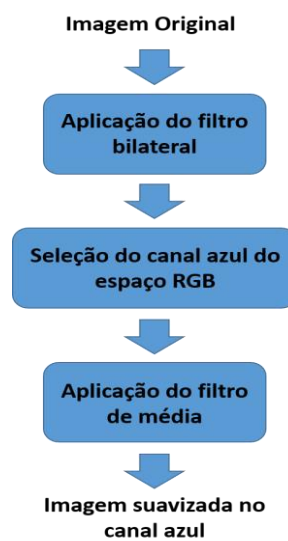 Imagem Original
Aplicação do filtro
bilateral
Seleção do canal azul do
espaço RGB
Aplicação do filtro
de média
Imagem suavizada no
canal azul